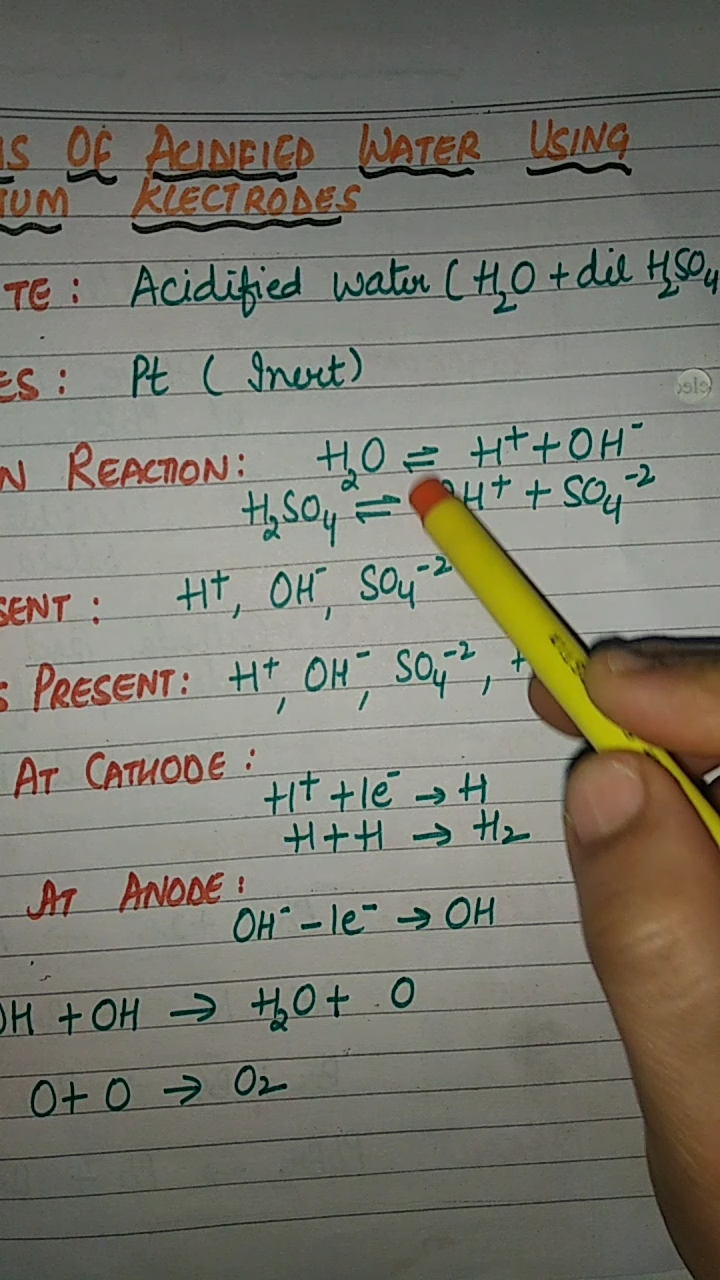 IS OF ACIDIFIED WATER USING
IUM ELECTRODES
TE : Acidified water ( H₂O + dil H₂SO₄
ES : Pt ( Inert )
N REACTION : H₂O ⇌ H⁺ + OH⁻
H₂SO₄ ⇌ 2H⁺ + SO₄⁻²
SENT : H⁺, OH⁻, SO₄⁻²
S PRESENT : H⁺, OH⁻, SO₄⁻²,
AT CATHODE :
H⁺ + 1e⁻ → H
H + H → H₂
AT ANODE :
OH⁻ - 1e⁻ → OH
OH + OH → H₂O + O
O + O → O₂